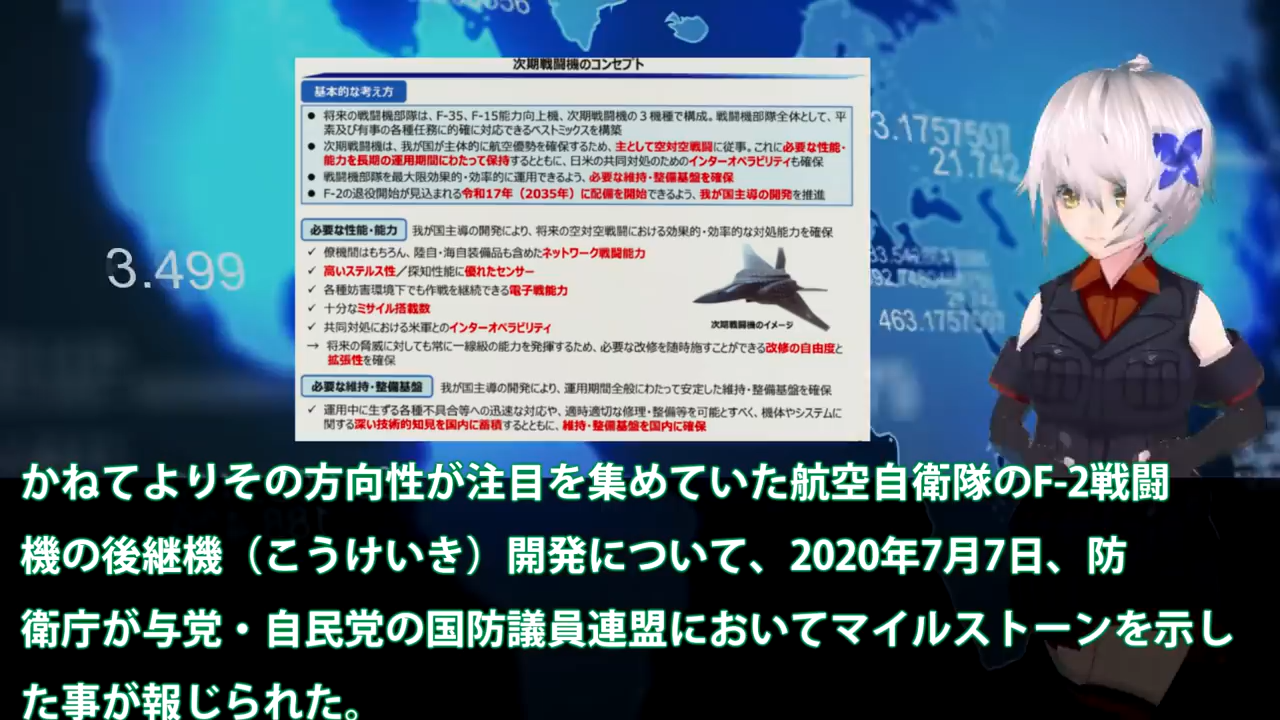 3.499
3.1757507
21.742
463.1757507
次期戦闘機のコンセプト
基本的な考え方
● 将来の戦闘機部隊は、F-35、F-15能力向上機、次期戦闘機の3機種で構成。戦闘機部隊全体として、平
素及び有事の各種任務に的確に対応できるベストミックスを構築
● 次期戦闘機は、我が国が主体的に航空優勢を確保するため、主として空対空戦闘に従事。これに必要な性能・
能力を長期の運用期間にわたって保持するとともに、日米の共同対処のためのインターオペラビリティも確保
● 戦闘機部隊を最大限効果的・効率的に運用できるよう、必要な維持・整備基盤を確保
● F-2の退役開始が見込まれる令和17年（2035年）に配備を開始できるよう、我が国主導の開発を推進
必要な性能・能力 我が国主導の開発により、将来の空対空戦闘における効果的・効率的な対処能力を確保
✓ 僚機間はもちろん、陸自・海自装備品も含めたネットワーク戦闘能力
✓ 高いステルス性／探知性能に優れたセンサー
✓ 各種妨害環境下でも作戦を継続できる電子戦能力
✓ 十分なミサイル搭載数
✓ 共同対処における米軍とのインターオペラビリティ
次期戦闘機のイメージ
→ 将来の脅威に対しても常に一線級の能力を発揮するため、必要な改修を随時施すことができる改修の自由度と
拡張性を確保
必要な維持・整備基盤 我が国主導の開発により、運用期間全般にわたって安定した維持・整備基盤を確保
✓ 運用中に生ずる各種不具合等への迅速な対応や、適時適切な修理・整備等を可能とすべく、機体やシステムに
関する深い技術的知見を国内に蓄積するとともに、維持・整備基盤を国内に確保
かねてよりその方向性が注目を集めていた航空自衛隊のF-2戦闘
機の後継機（こうけいき）開発について、2020年7月7日、防
衛庁が与党・自民党の国防議員連盟においてマイルストーンを示し
た事が報じられた。